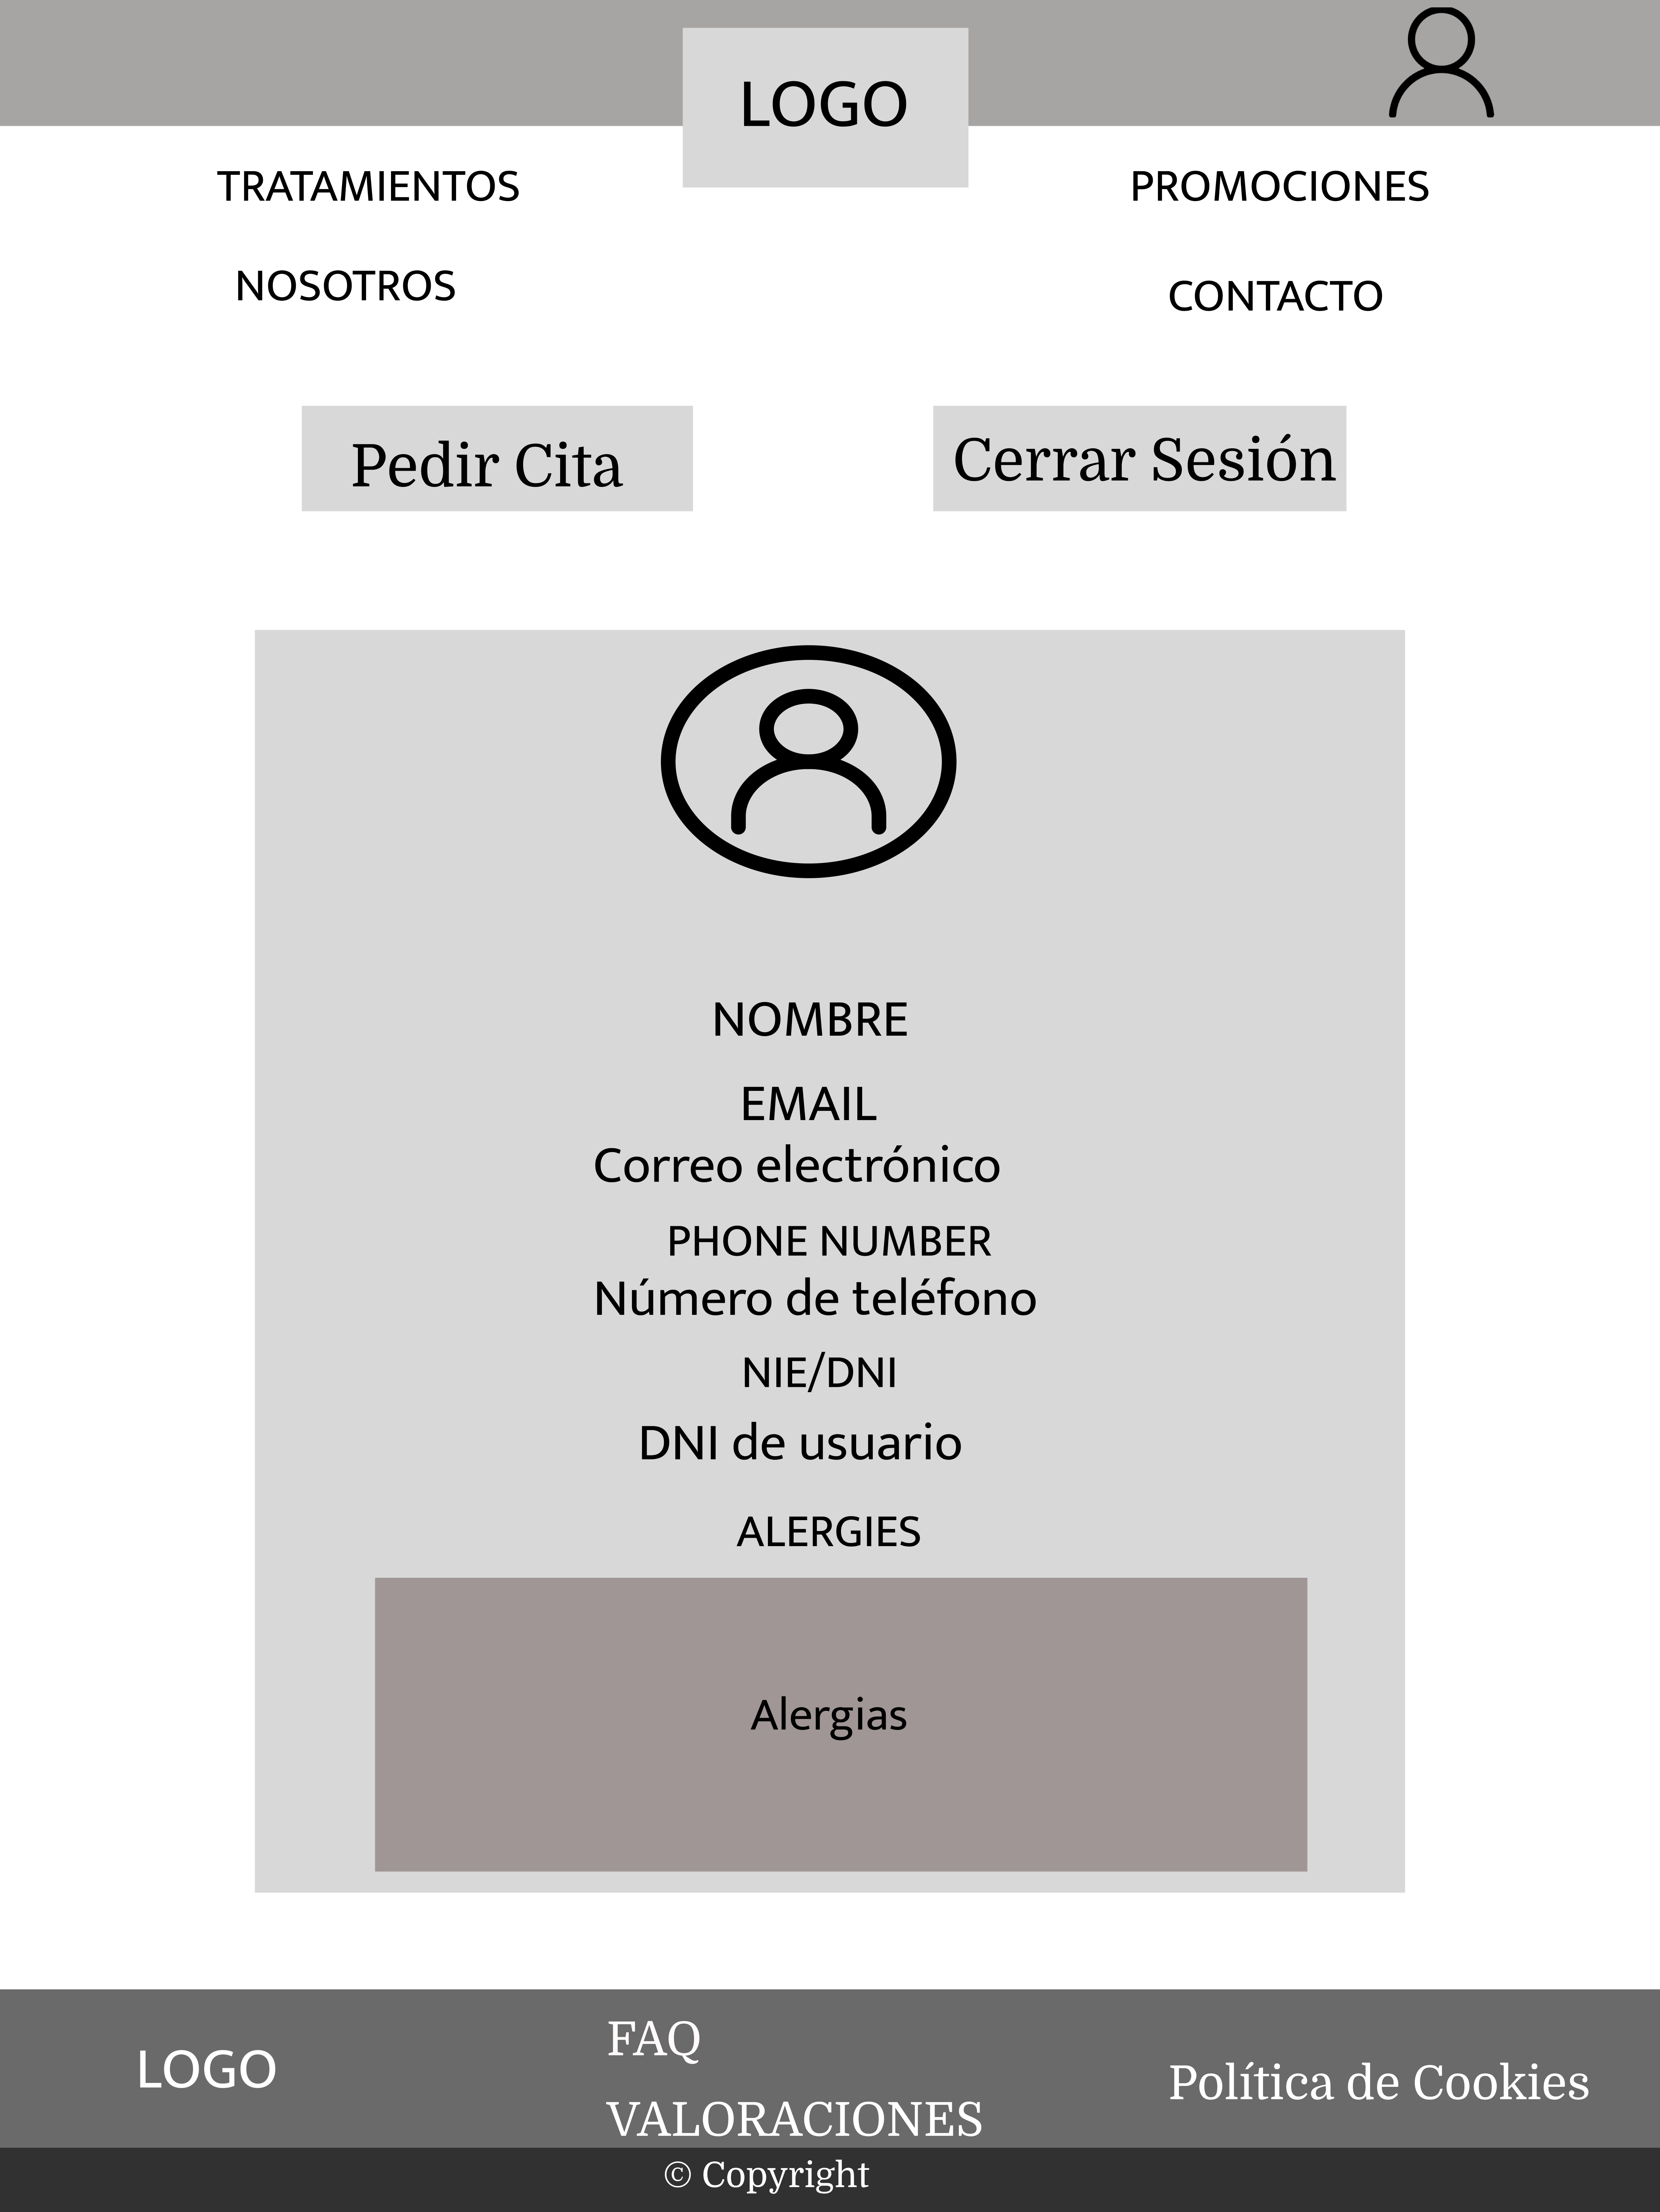 LOGO
TRATAMIENTOS
PROMOCIONES
NOSOTROS
CONTACTO
Pedir Cita
Cerrar Sesión
NOMBRE
EMAIL
Correo electrónico
PHONE NUMBER
Número de teléfono
NIE/DNI
DNI de usuario
ALERGIES
Alergias
LOGO
FAQ
VALORACIONES
Política de Cookies
© Copyright